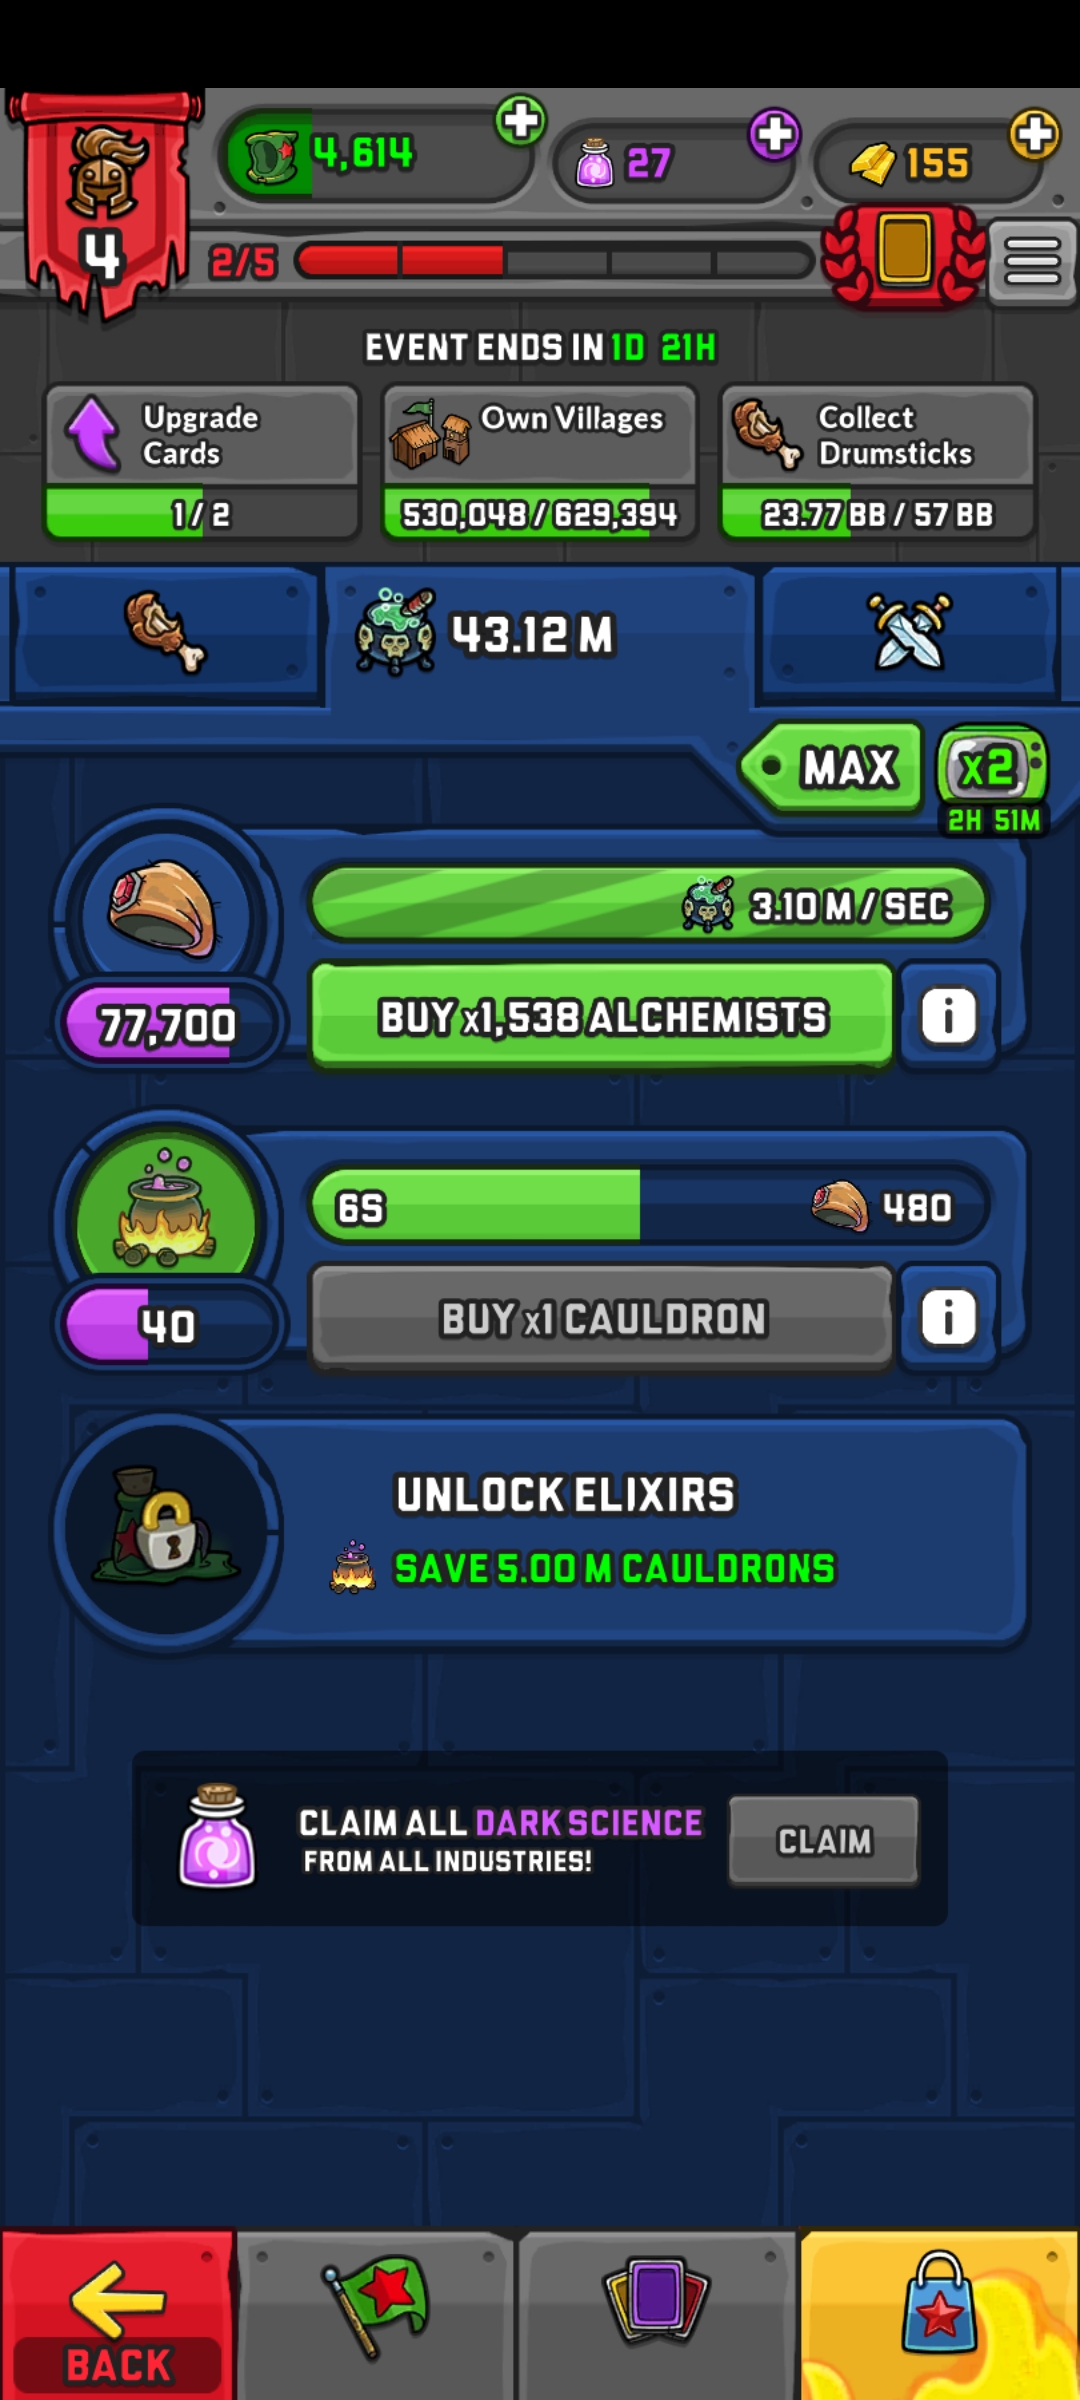 4,614
27
155
4
2/5
EVENT ENDS IN 1D 21H
Upgrade
Cards
1/2
Own Villages
530,048/629,394
Collect
Drumsticks
23.77 BB / 57 BB
43.12 M
MAX
x2
2H 51M
3.10 M / SEC
77,700
BUY x1,538 ALCHEMISTS
i
6S
480
40
BUY x1 CAULDRON
i
UNLOCK ELIXIRS
SAVE 5.00 M CAULDRONS
CLAIM ALL DARK SCIENCE
FROM ALL INDUSTRIES!
CLAIM
BACK